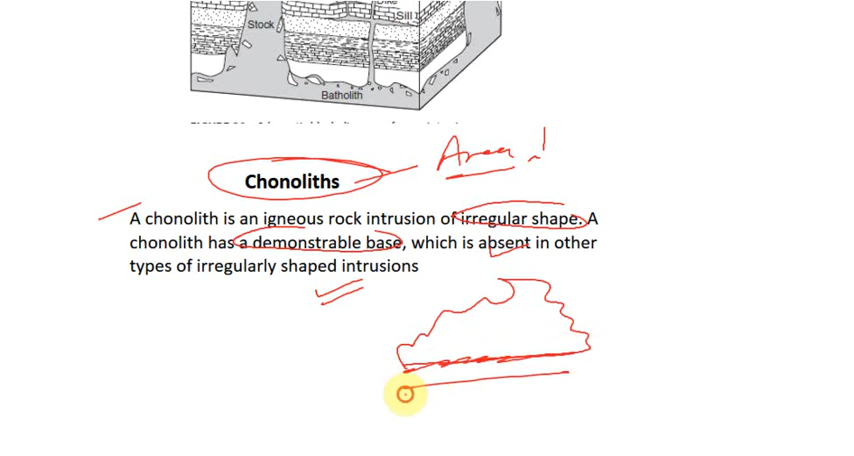 Stock
Sill
Batholith
Area !
Chonoliths
A chonolith is an igneous rock intrusion of irregular shape. A
chonolith has a demonstrable base, which is absent in other
types of irregularly shaped intrusions